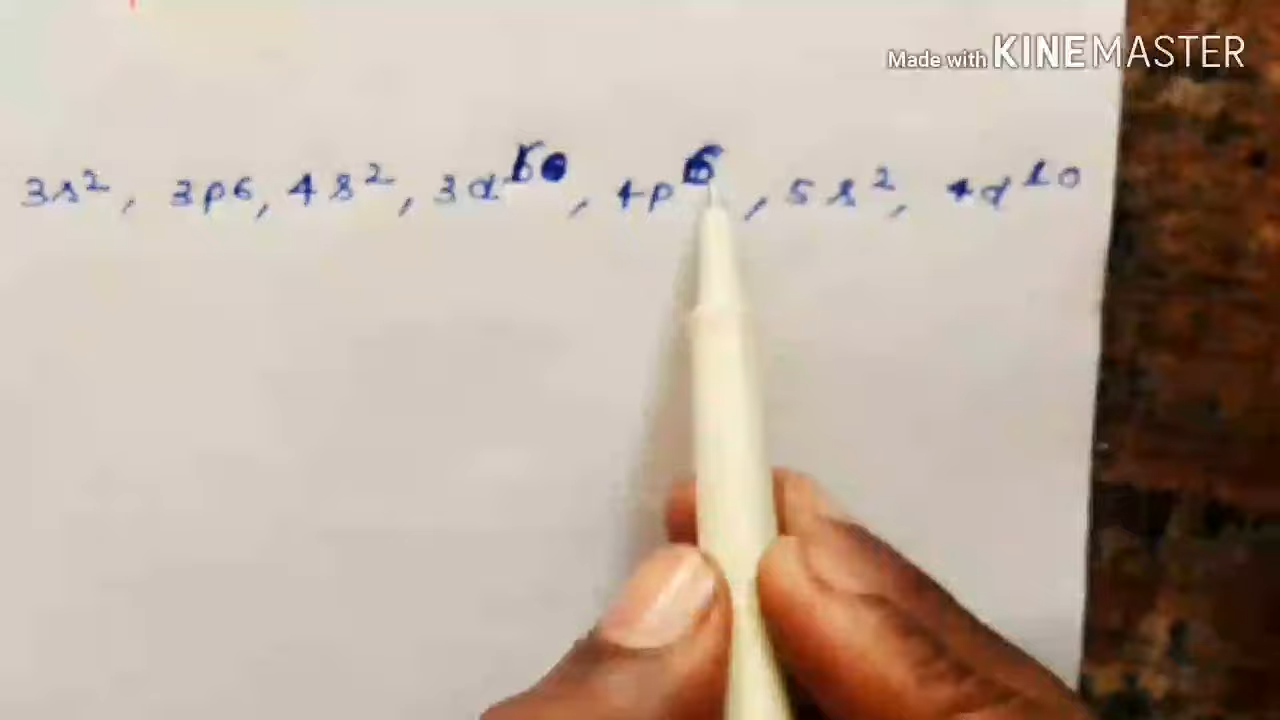 Made with KINEMASTER
3s², 3p6, 4s², 3d¹⁰, 4p⁶, 5s², 4d¹⁰